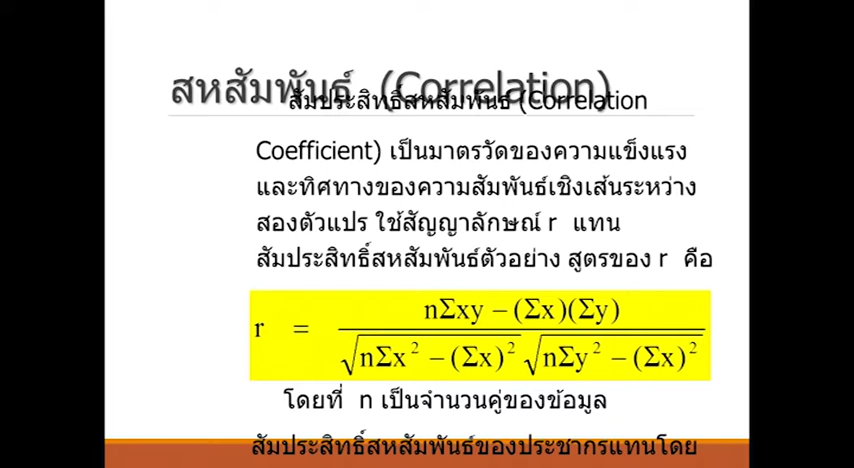 สหสัมพันธ์ (Correlation)
สัมประสิทธิ์สหสัมพันธ์ (Correlation
Coefficient) เป็นมาตรวัดของความแข็งแรง
และทิศทางของความสัมพันธ์เชิงเส้นระหว่าง
สองตัวแปร ใช้สัญญาลักษณ์ r แทน
สัมประสิทธิ์สหสัมพันธ์ตัวอย่าง สูตรของ r คือ
r = (nΣxy – (Σx)(Σy)) / (√(nΣx² – (Σx)²) √(nΣy² – (Σx)²))
โดยที่ n เป็นจำนวนคู่ของข้อมูล
สัมประสิทธิ์สหสัมพันธ์ของประชากรแทนโดย